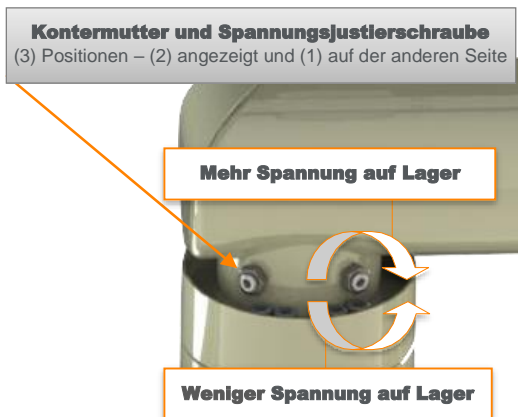 Kontermutter und Spannungsjustierschraube
(3) Positionen – (2) angezeigt und (1) auf der anderen Seite
Mehr Spannung auf Lager
Weniger Spannung auf Lager